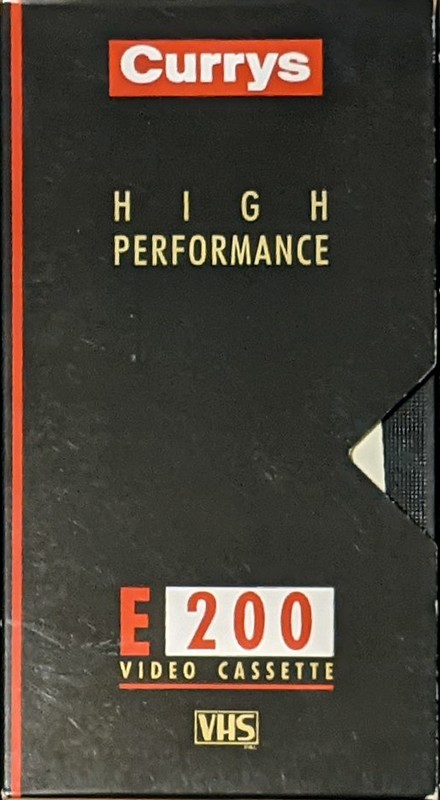 Currys
HIGH
PERFORMANCE
E 200
VIDEO CASSETTE
VHS